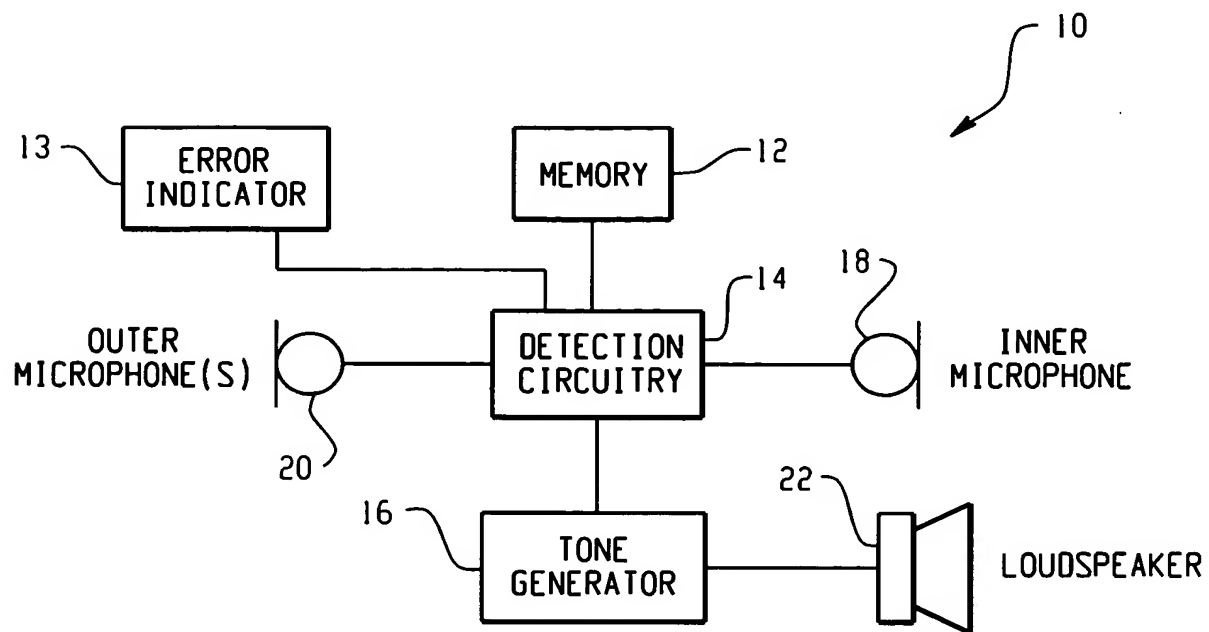 10
13
ERROR
INDICATOR
MEMORY
12
14
18
OUTER
MICROPHONE(S)
DETECTION
CIRCUITRY
INNER
MICROPHONE
20
16
TONE
GENERATOR
22
LOUDSPEAKER